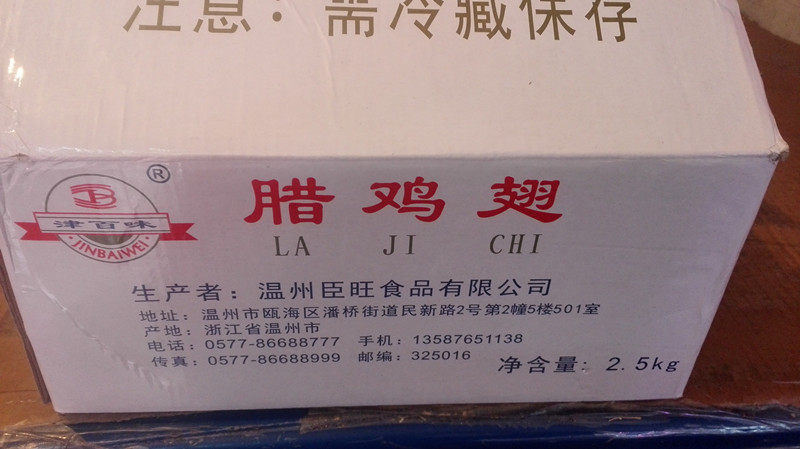 注意：需冷藏保存
®
津百味
JINBAIWEI
腊鸡翅
LA JI CHI
生产者：温州臣旺食品有限公司
地址：温州市瓯海区潘桥街道民新路2号第2幢5楼501室
产地：浙江省温州市
电话：0577-86688777 手机：13587651138
传真：0577-86688999 邮编：325016
净含量：2.5kg